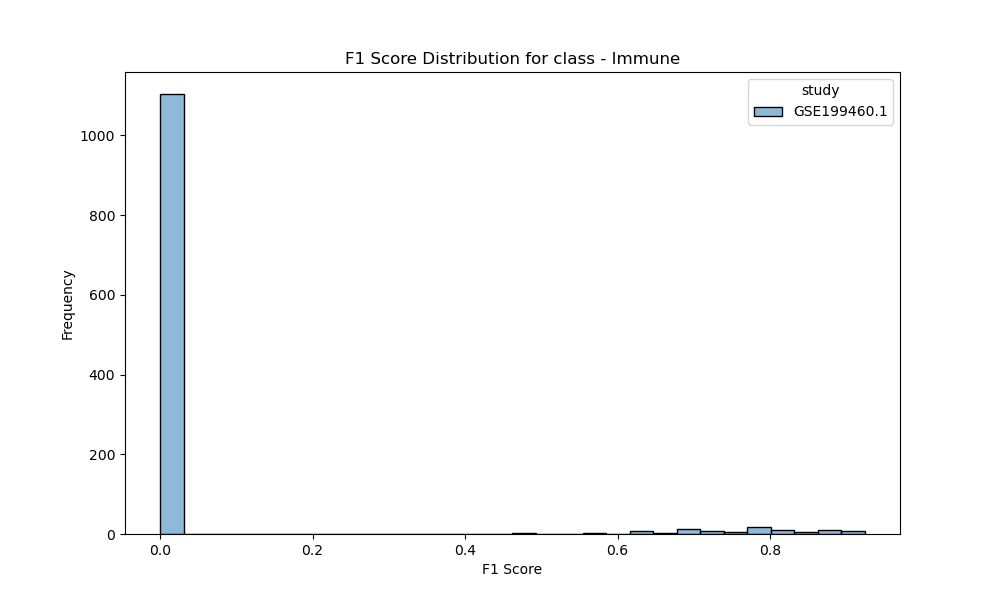 F1 Score Distribution for class - Immune
study
GSE199460.1
1000
800
600
400
200
0
Frequency
0.0 0.2 0.4 0.6 0.8
F1 Score